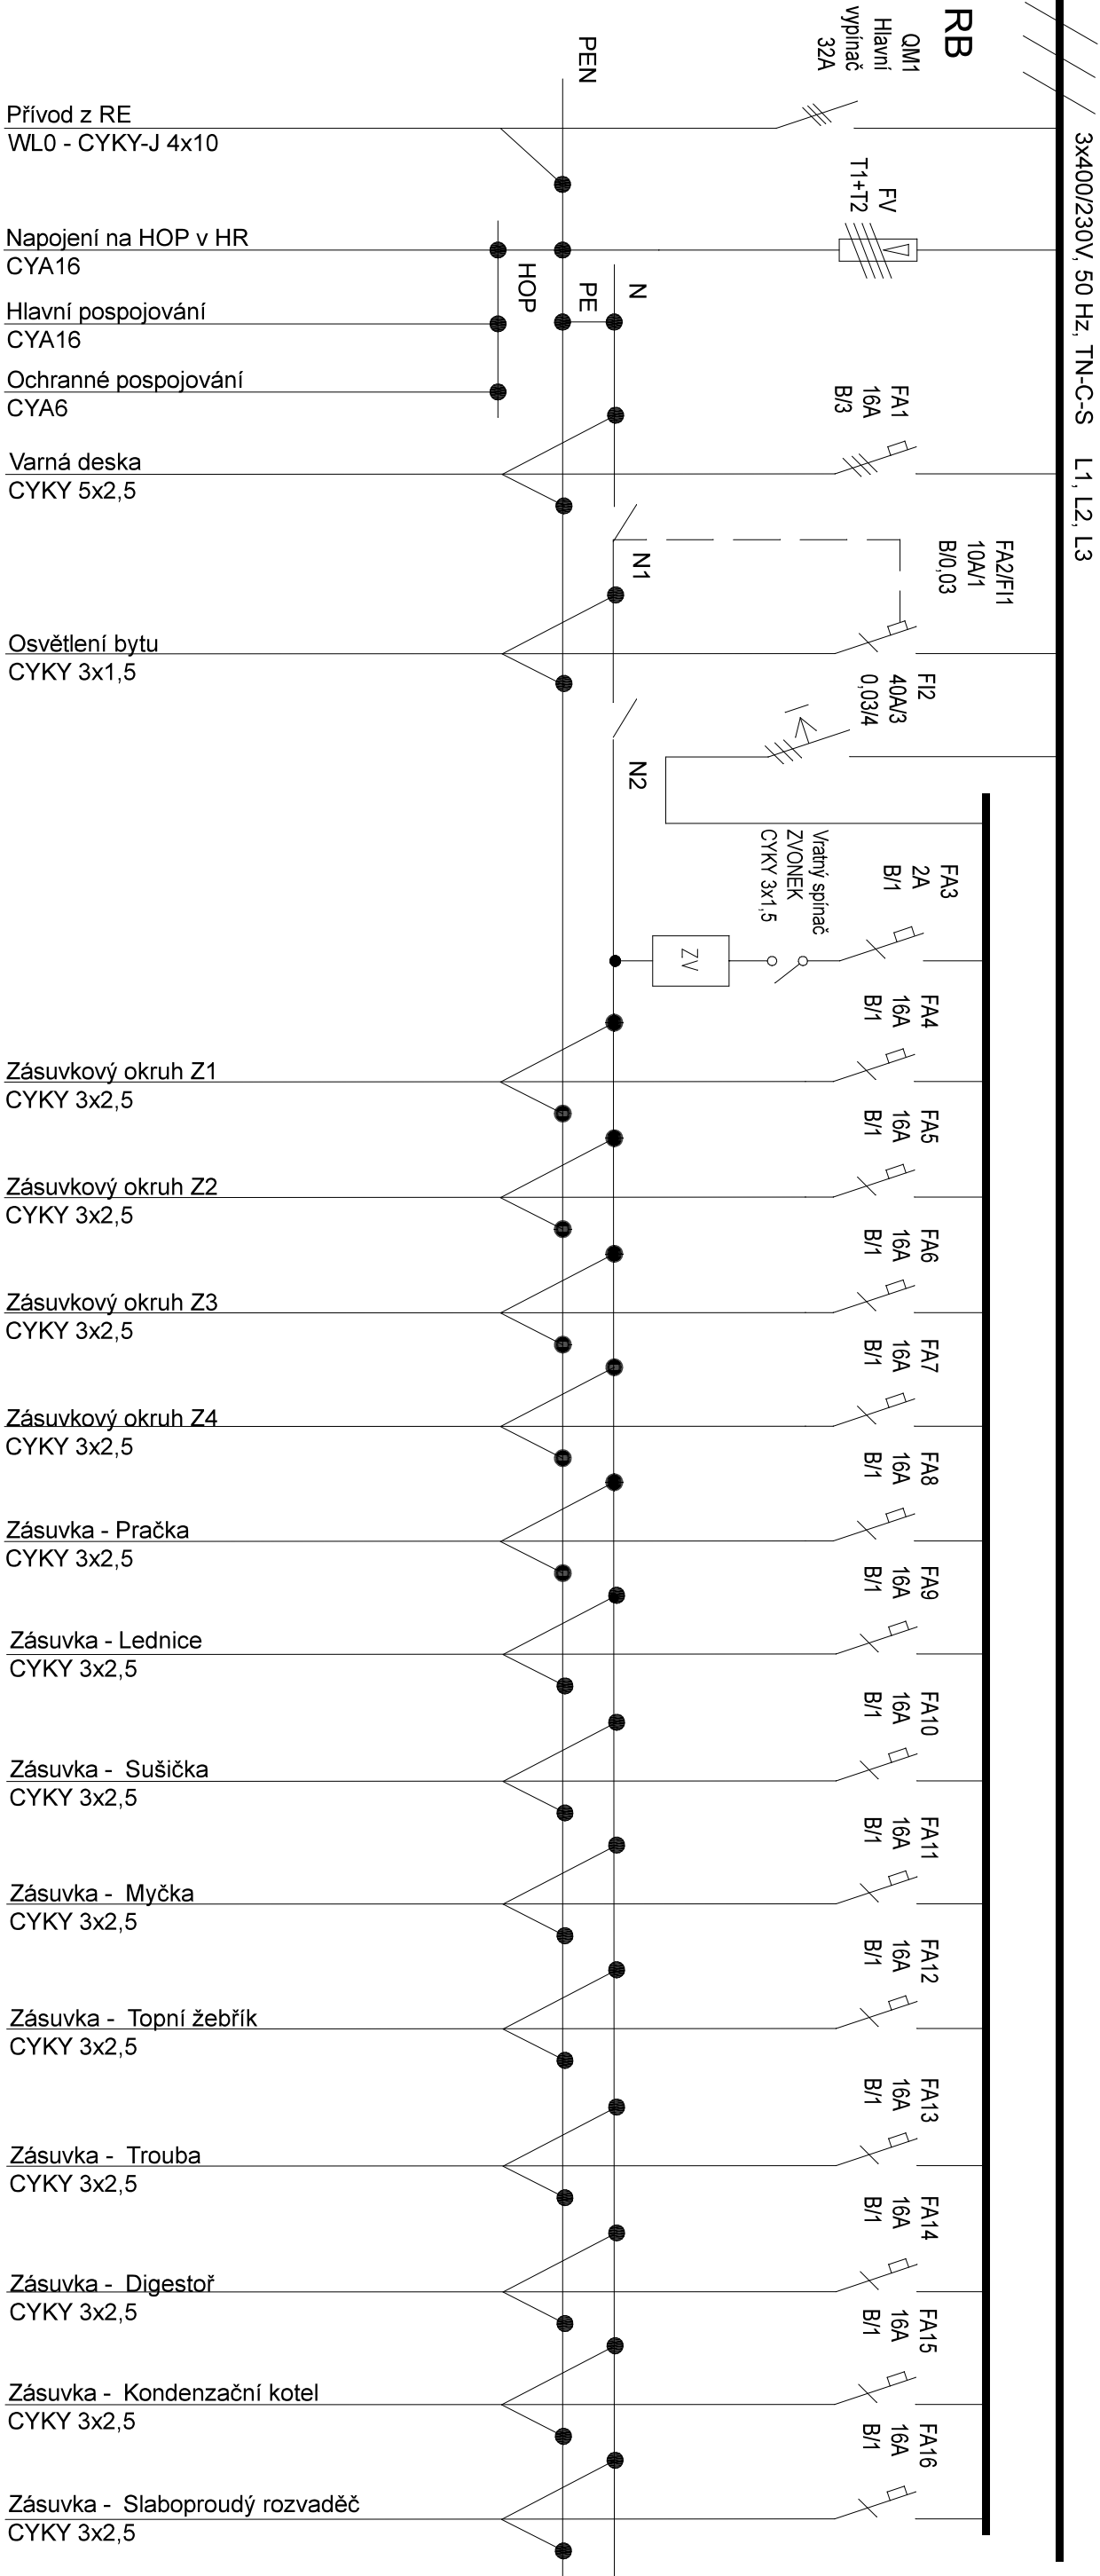 RB
QM1
Hlavní
vypínač
32A
3x400/230V, 50 Hz, TN-C-S   L1, L2, L3
PEN
Přívod z RE
WL0 - CYKY-J 4x10
FV
T1+T2
Napojení na HOP v HR
CYA16
HOP
PE
N
Hlavní pospojování
CYA16
Ochranné pospojování
CYA6
FA1
16A
B/3
Varná deska
CYKY 5x2,5
N1
FA2/FI1
10A/1
B/0,03
Osvětlení bytu
CYKY 3x1,5
FI2
40A/3
0,03/4
N2
Vratný spínač
ZVONEK
CYKY 3x1,5
FA3
2A
B/1
ZV
FA4
16A
B/1
Zásuvkový okruh Z1
CYKY 3x2,5
FA5
16A
B/1
Zásuvkový okruh Z2
CYKY 3x2,5
FA6
16A
B/1
Zásuvkový okruh Z3
CYKY 3x2,5
FA7
16A
B/1
Zásuvkový okruh Z4
CYKY 3x2,5
FA8
16A
B/1
Zásuvka - Pračka
CYKY 3x2,5
FA9
16A
B/1
Zásuvka - Lednice
CYKY 3x2,5
FA10
16A
B/1
Zásuvka - Sušička
CYKY 3x2,5
FA11
16A
B/1
Zásuvka - Myčka
CYKY 3x2,5
FA12
16A
B/1
Zásuvka - Topní žebřík
CYKY 3x2,5
FA13
16A
B/1
Zásuvka - Trouba
CYKY 3x2,5
FA14
16A
B/1
Zásuvka - Digestoř
CYKY 3x2,5
FA15
16A
B/1
Zásuvka - Kondenzační kotel
CYKY 3x2,5
FA16
16A
B/1
Zásuvka - Slaboproudý rozvaděč
CYKY 3x2,5